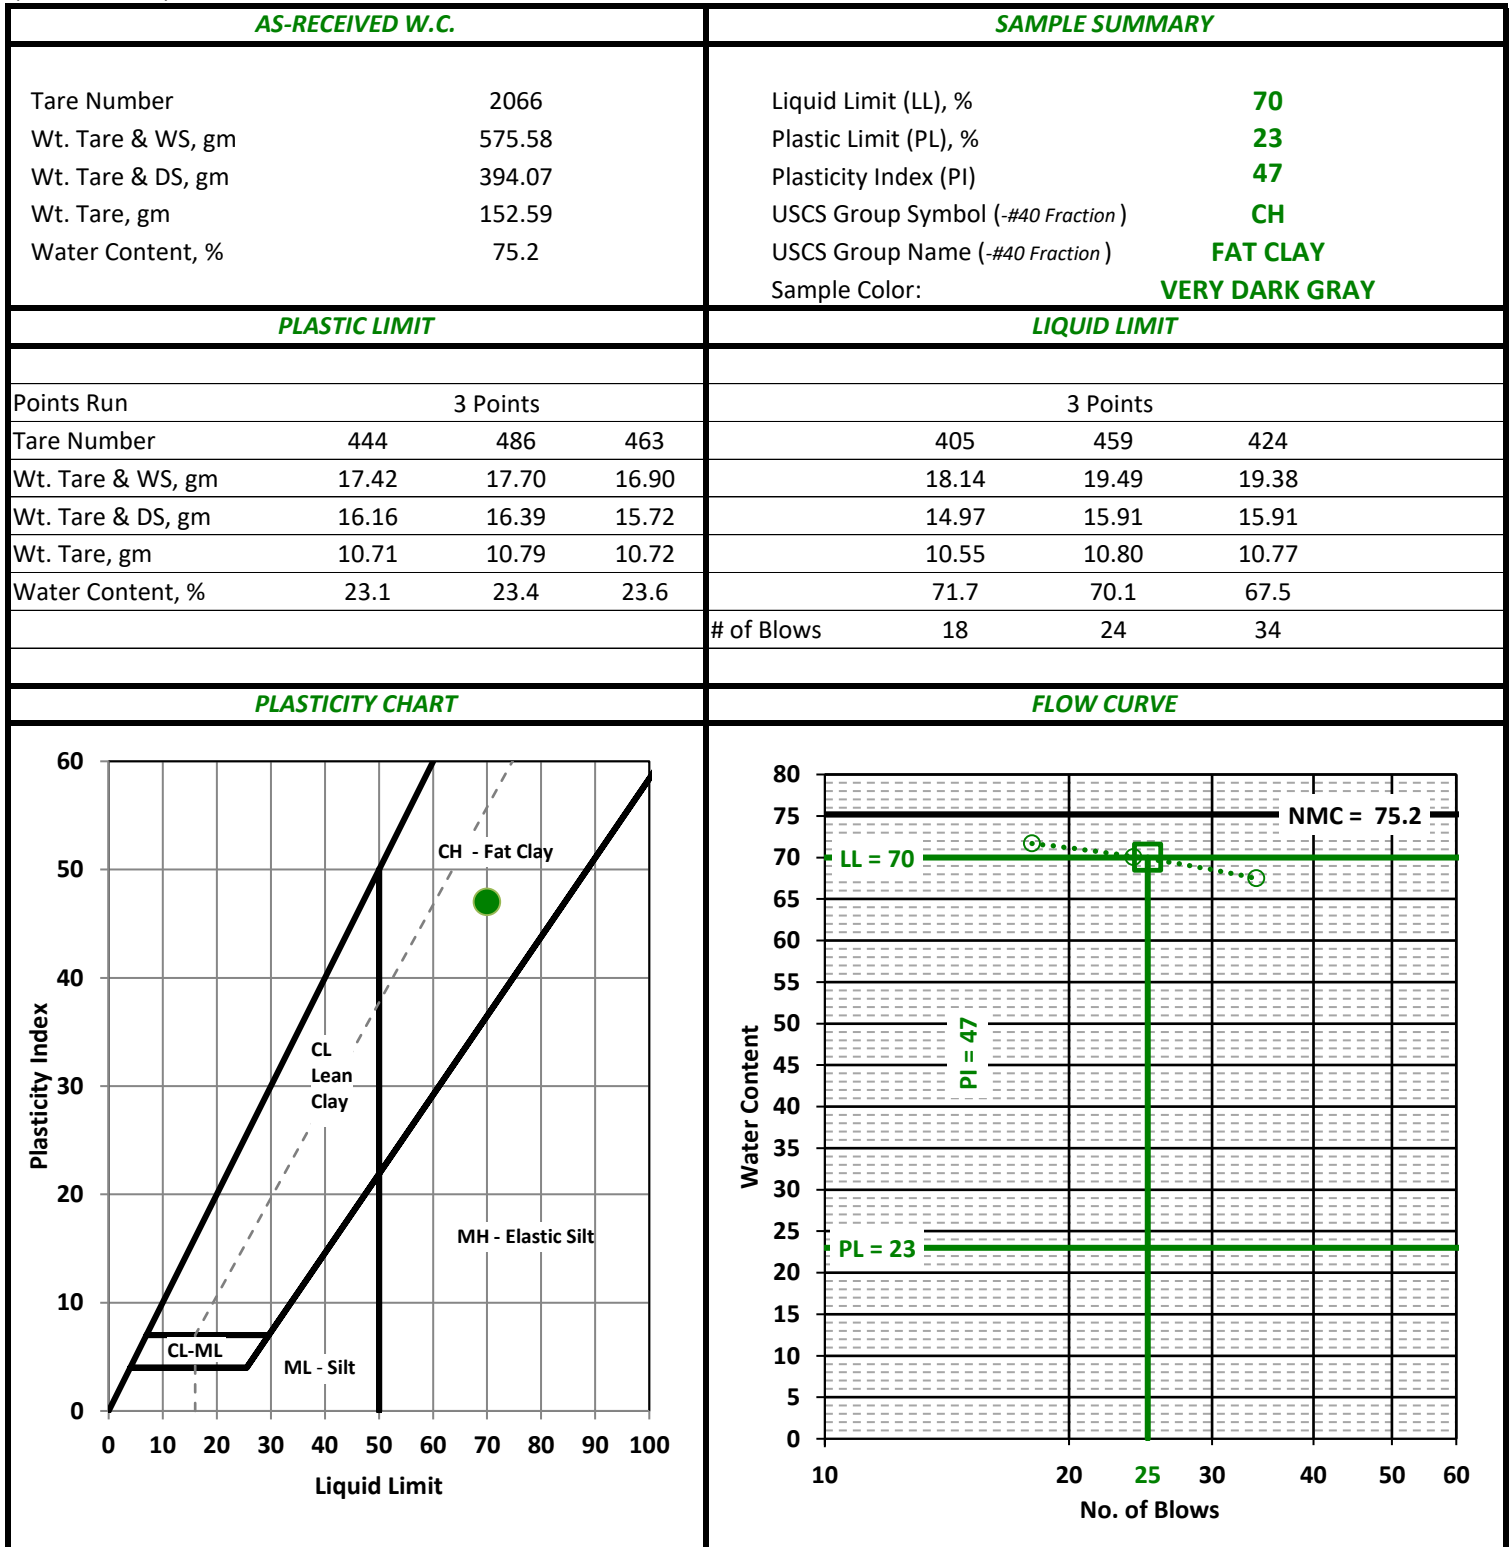 AS-RECEIVED W.C.
Tare Number 2066
Wt. Tare & WS, gm 575.58
Wt. Tare & DS, gm 394.07
Wt. Tare, gm 152.59
Water Content, % 75.2
SAMPLE SUMMARY
Liquid Limit (LL), % 70
Plastic Limit (PL), % 23
Plasticity Index (PI) 47
USCS Group Symbol (-#40 Fraction ) CH
USCS Group Name (-#40 Fraction ) FAT CLAY
Sample Color: VERY DARK GRAY
PLASTIC LIMIT
Points Run 3 Points
Tare Number 444 486 463
Wt. Tare & WS, gm 17.42 17.70 16.90
Wt. Tare & DS, gm 16.16 16.39 15.72
Wt. Tare, gm 10.71 10.79 10.72
Water Content, % 23.1 23.4 23.6
LIQUID LIMIT
3 Points
405 459 424
18.14 19.49 19.38
14.97 15.91 15.91
10.55 10.80 10.77
71.7 70.1 67.5
# of Blows 18 24 34
PLASTICITY CHART
60
50
40
30
20
10
0
Plasticity Index
CH - Fat Clay
CL
Lean
Clay
MH - Elastic Silt
CL-ML
ML - Silt
0 10 20 30 40 50 60 70 80 90 100
Liquid Limit
FLOW CURVE
80
75
70
65
60
55
50
45
40
35
30
25
20
15
10
5
0
Water Content
NMC = 75.2
LL = 70
PI = 47
PL = 23
10 20 25 30 40 50 60
No. of Blows